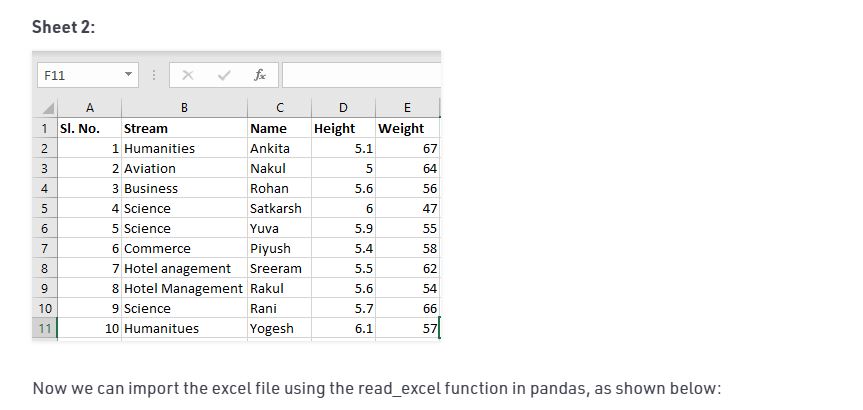 Sheet 2:
F11 fx
A B C D E
1 Sl. No. Stream Name Height Weight
2 1 Humanities Ankita 5.1 67
3 2 Aviation Nakul 5 64
4 3 Business Rohan 5.6 56
5 4 Science Satkarsh 6 47
6 5 Science Yuva 5.9 55
7 6 Commerce Piyush 5.4 58
8 7 Hotel anagement Sreeram 5.5 62
9 8 Hotel Management Rakul 5.6 54
10 9 Science Rani 5.7 66
11 10 Humanitues Yogesh 6.1 57
Now we can import the excel file using the read_excel function in pandas, as shown below: